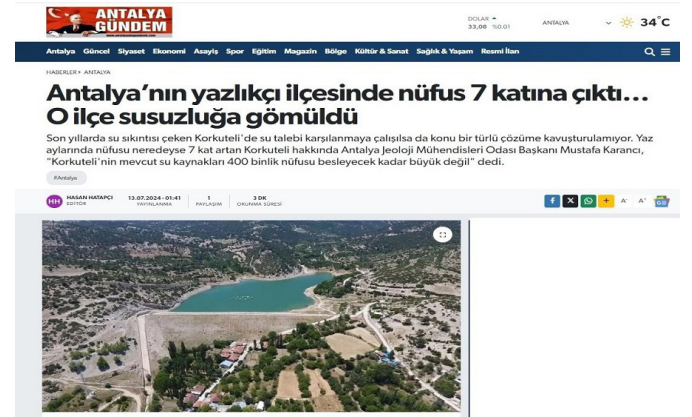 ANTALYA
GÜNDEM
DOLAR
33,08 %0.01
ANTALYA
34°C
Antalya Güncel Siyaset Ekonomi Asayiş Spor Eğitim Magazin Bölge Kültür & Sanat Sağlık & Yaşam Resmi İlan
HABERLER > ANTALYA
Antalya’nın yazlıkçı ilçesinde nüfus 7 katına çıktı…
O ilçe susuzluğa gömüldü
Son yıllarda su sıkıntısı çeken Korkuteli'de su talebi karşılanmaya çalışılsa da konu bir türlü çözüme kavuşturulamıyor. Yaz
aylarında nüfusu neredeyse 7 kat artan Korkuteli hakkında Antalya Jeoloji Mühendisleri Odası Başkanı Mustafa Karancı,
"Korkuteli'nin mevcut su kaynakları 400 binlik nüfusu besleyecek kadar büyük değil" dedi.
#Antalya
HH HASAN HATAPÇI 13.07.2024 - 01:41 1 3 DK
EDİTÖR YAYINLANMA PAYLAŞIM OKUNMA SÜRESİ
A- A+